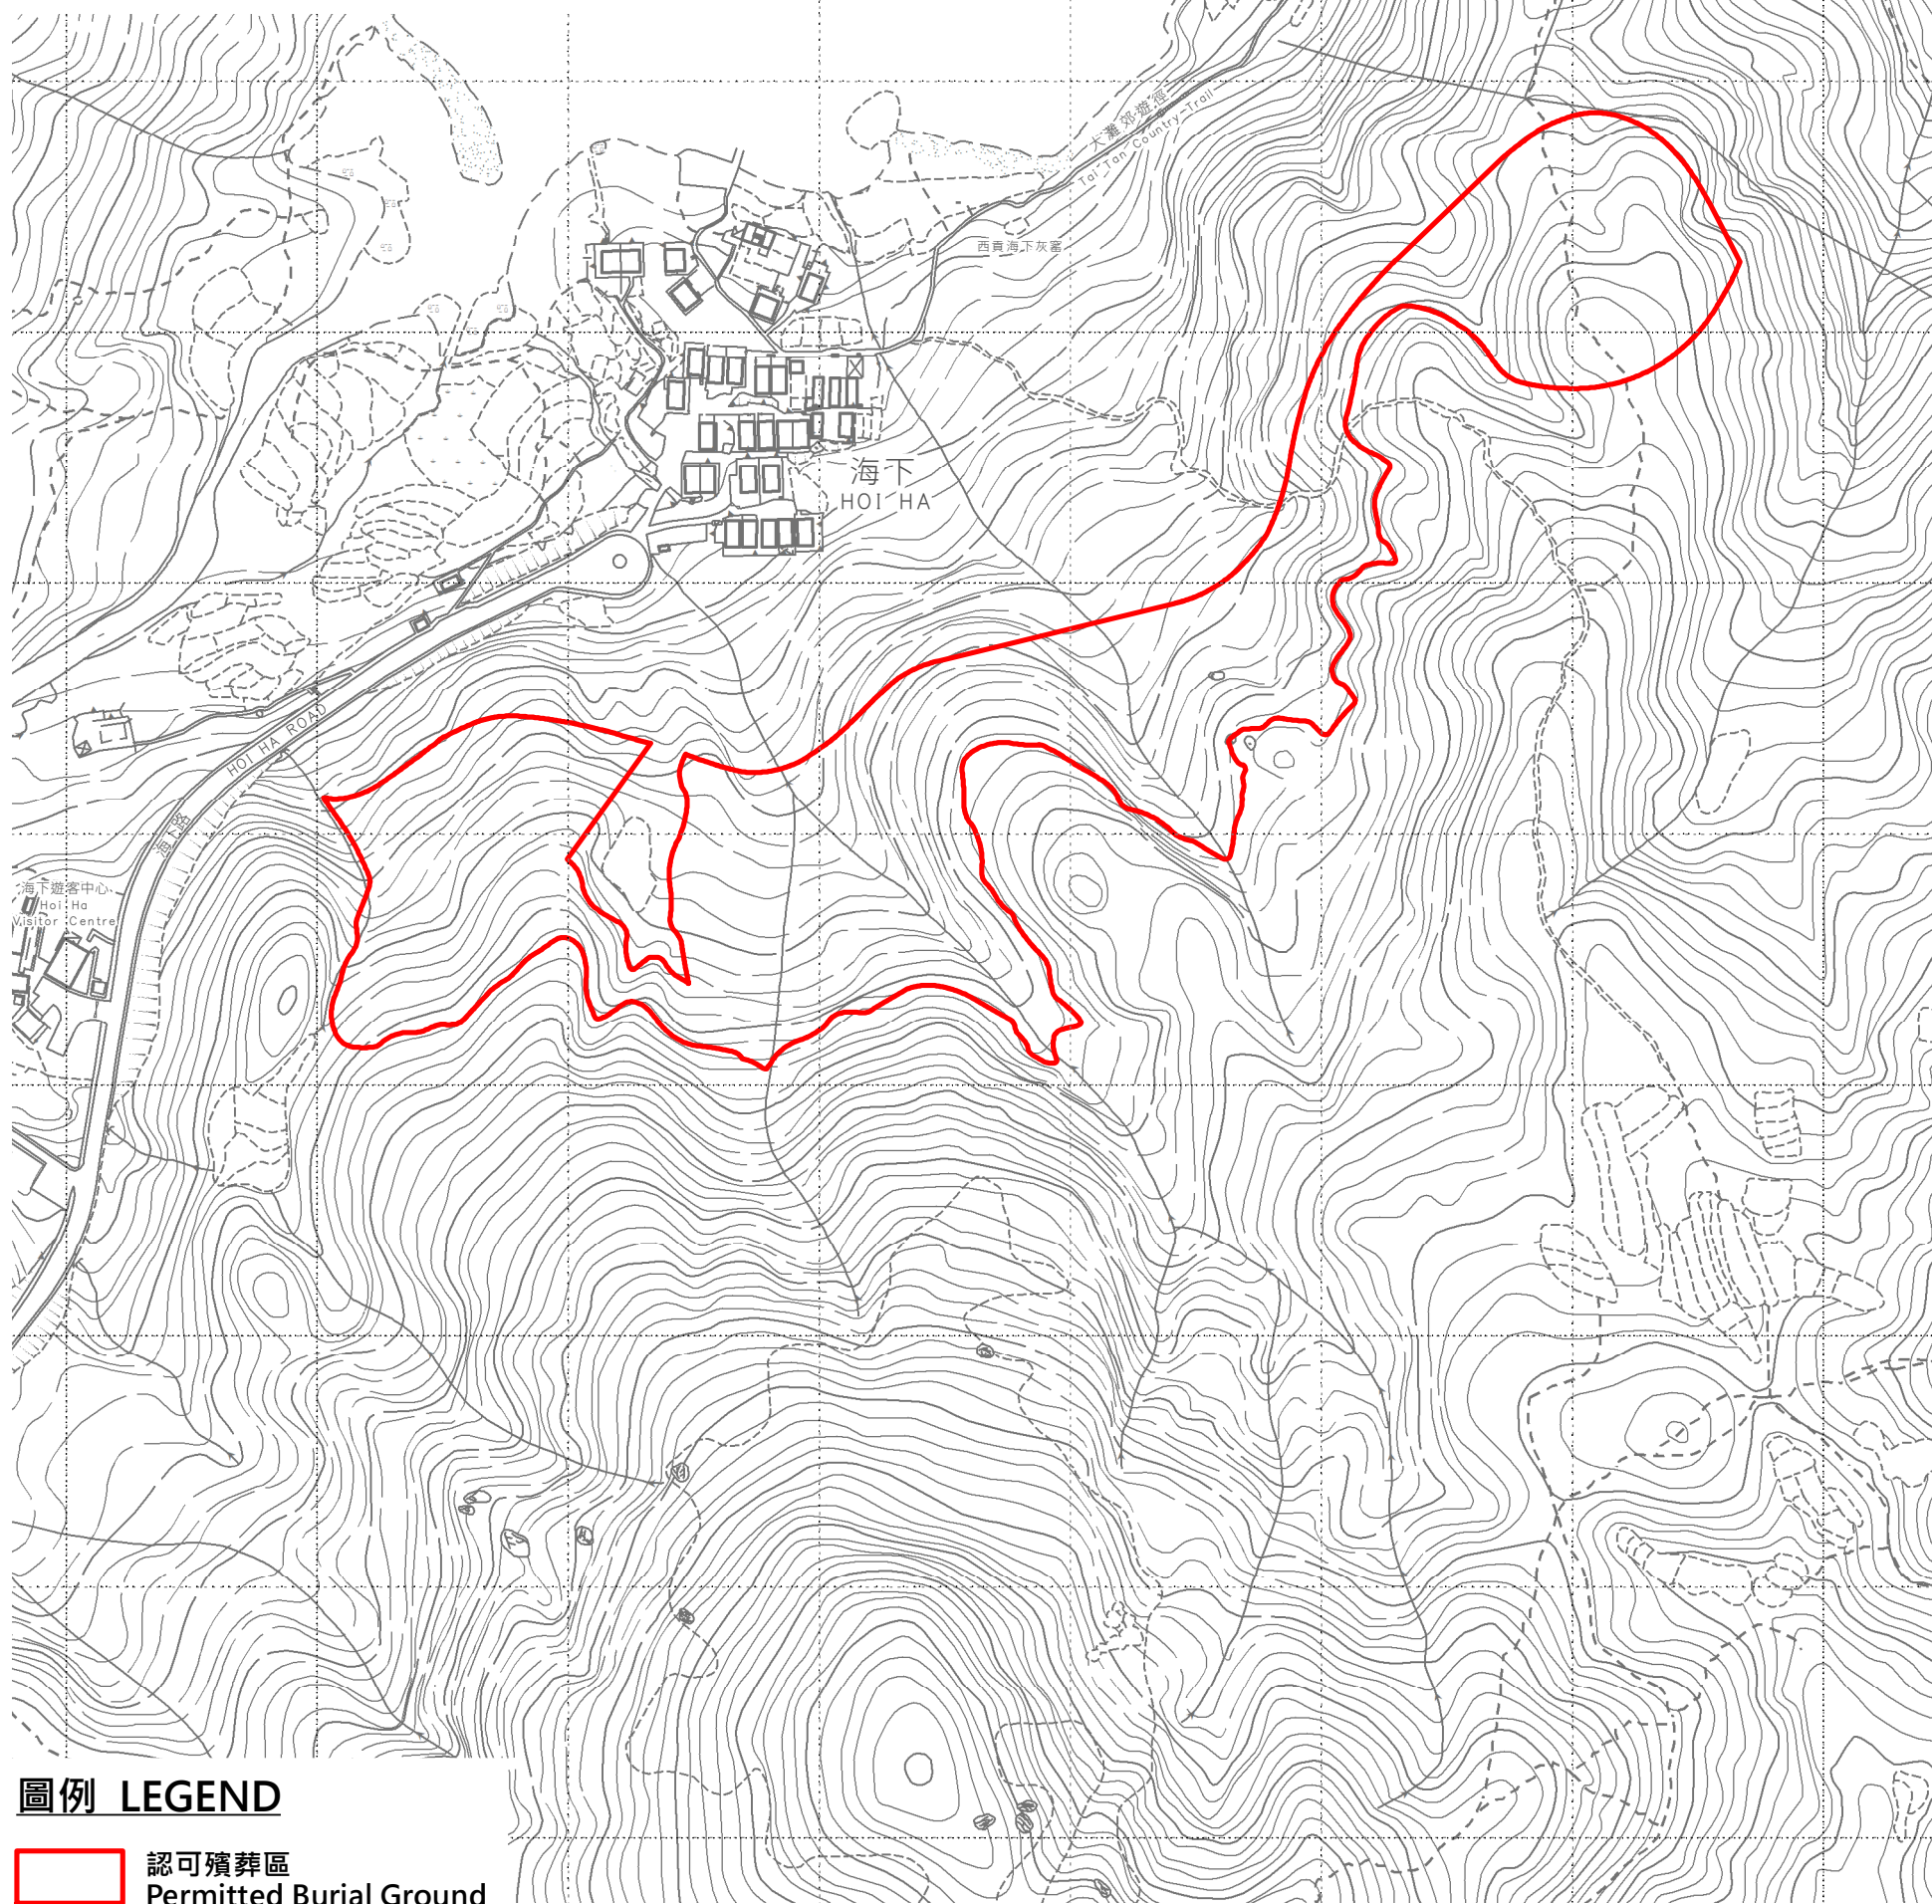 大灘郊遊徑
Tai Tan Country Trail
西貢海下灰窰
海下
HOI HA
HOI HA ROAD
海下路
海下遊客中心
Hoi Ha
Visitor Centre
圖例 LEGEND
認可殯葬區
Permitted Burial Ground